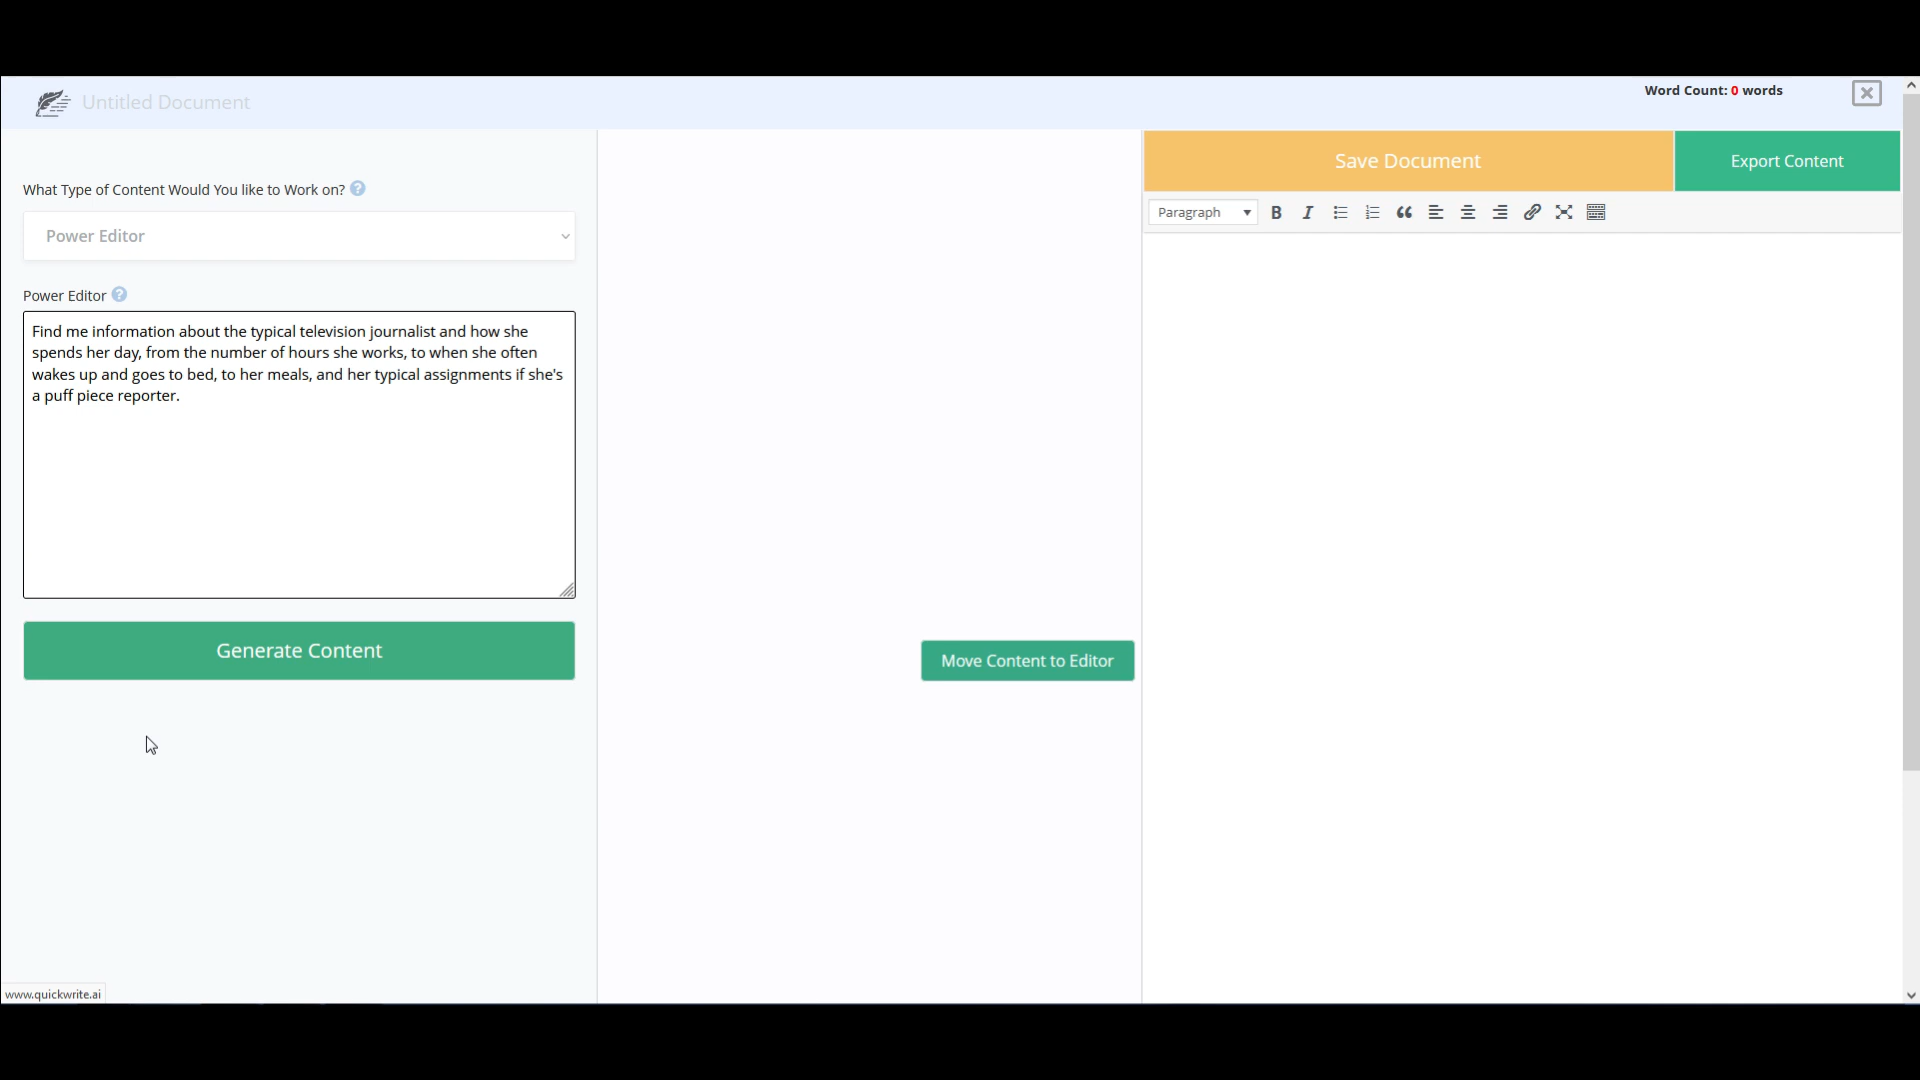 Untitled Document
Word Count: 0 words
What Type of Content Would You like to Work on? ?
Power Editor
Power Editor ?
Find me information about the typical television journalist and how she
spends her day, from the number of hours she works, to when she often
wakes up and goes to bed, to her meals, and her typical assignments if she's
a puff piece reporter.
Generate Content
Move Content to Editor
Save Document
Export Content
Paragraph
B
I
www.quickwrite.ai